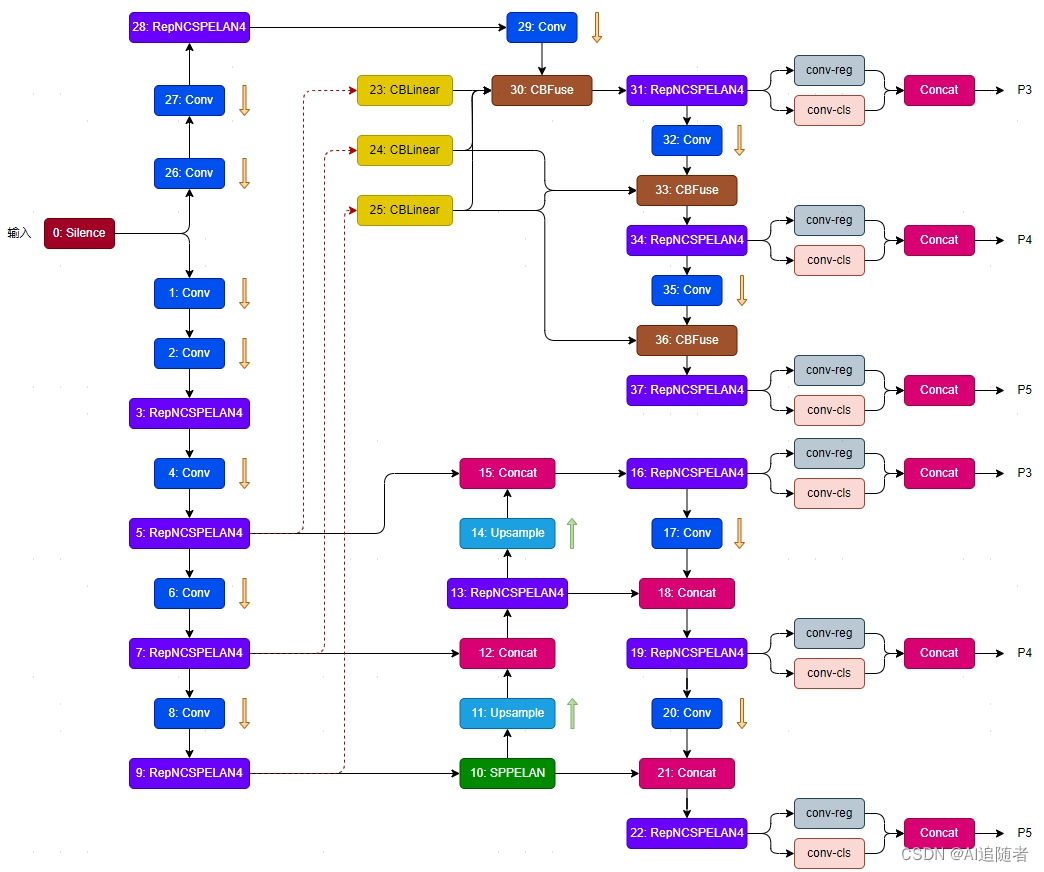 28: RepNCSPELAN4
29: Conv
27: Conv
23: CBLinear
30: CBFuse
31: RepNCSPELAN4
conv-reg
conv-cls
Concat
P3
26: Conv
24: CBLinear
32: Conv
25: CBLinear
33: CBFuse
输入
0: Silence
34: RepNCSPELAN4
conv-reg
conv-cls
Concat
P4
1: Conv
35: Conv
2: Conv
36: CBFuse
3: RepNCSPELAN4
37: RepNCSPELAN4
conv-reg
conv-cls
Concat
P5
4: Conv
15: Concat
16: RepNCSPELAN4
conv-reg
conv-cls
Concat
P3
5: RepNCSPELAN4
14: Upsample
17: Conv
6: Conv
13: RepNCSPELAN4
18: Concat
7: RepNCSPELAN4
12: Concat
19: RepNCSPELAN4
conv-reg
conv-cls
Concat
P4
8: Conv
11: Upsample
20: Conv
9: RepNCSPELAN4
10: SPPELAN
21: Concat
22: RepNCSPELAN4
conv-reg
conv-cls
Concat
P5
CSDN @AI追随者